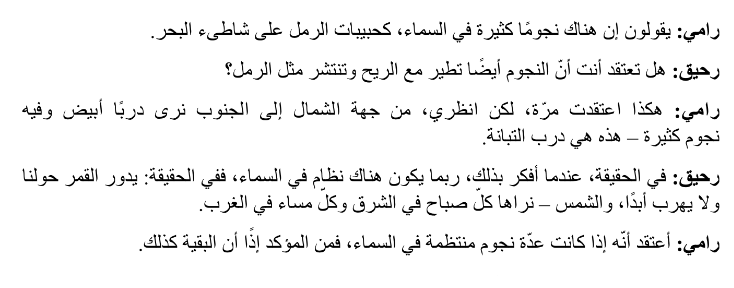 رامي: يقولون إن هناك نجومًا كثيرة في السماء، كحبيبات الرمل على شاطىء البحر.
رحيق: هل تعتقد أنت أنّ النجوم أيضًا تطير مع الريح وتنتشر مثل الرمل؟
رامي: هكذا اعتقدت مرّة، لكن انظري، من جهة الشمال إلى الجنوب نرى دربًا أبيض وفيه
نجوم كثيرة – هذه هي درب التبانة.
رحيق: في الحقيقة، عندما أفكر بذلك، ربما يكون هناك نظام في السماء، ففي الحقيقة: يدور القمر حولنا
ولا يهرب أبدًا، والشمس – نراها كلّ صباح في الشرق وكلّ مساء في الغرب.
رامي: أعتقد أنّه إذا كانت عدّة نجوم منتظمة في السماء، فمن المؤكد إذًا أن البقية كذلك.